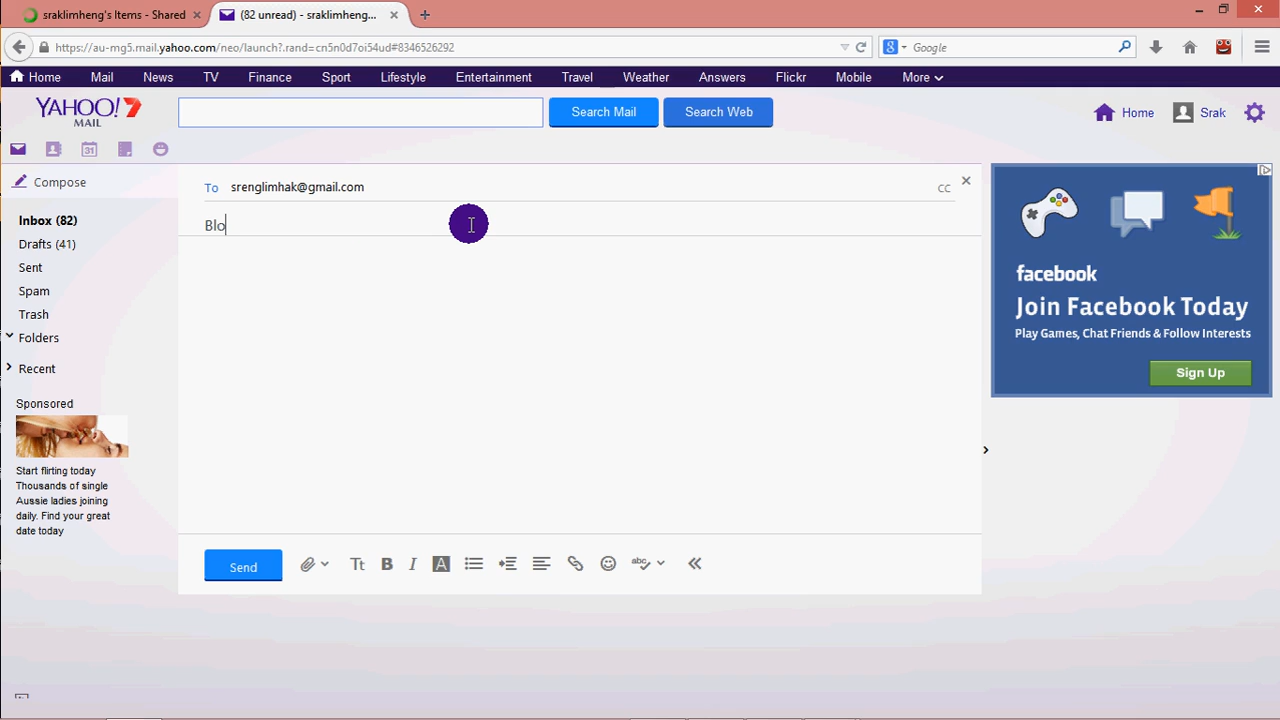 sraklimheng's Items - Shared
(82 unread) - sraklimheng...
https://au-mg5.mail.yahoo.com/neo/launch?.rand=cn5n0d7oi54ud#8346526292
Google
Home Mail News TV Finance Sport Lifestyle Entertainment Travel Weather Answers Flickr Mobile More
YAHOO!7
MAIL
Search Mail
Search Web
Home
Srak
31
Compose
To srenglimhak@gmail.com
CC
Blo
Inbox (82)
Drafts (41)
Sent
Spam
Trash
Folders
Recent
Sponsored
Start flirting today
Thousands of single
Aussie ladies joining
daily. Find your great
date today
facebook
Join Facebook Today
Play Games, Chat Friends & Follow Interests
Sign Up
Send
Tt B I A abc